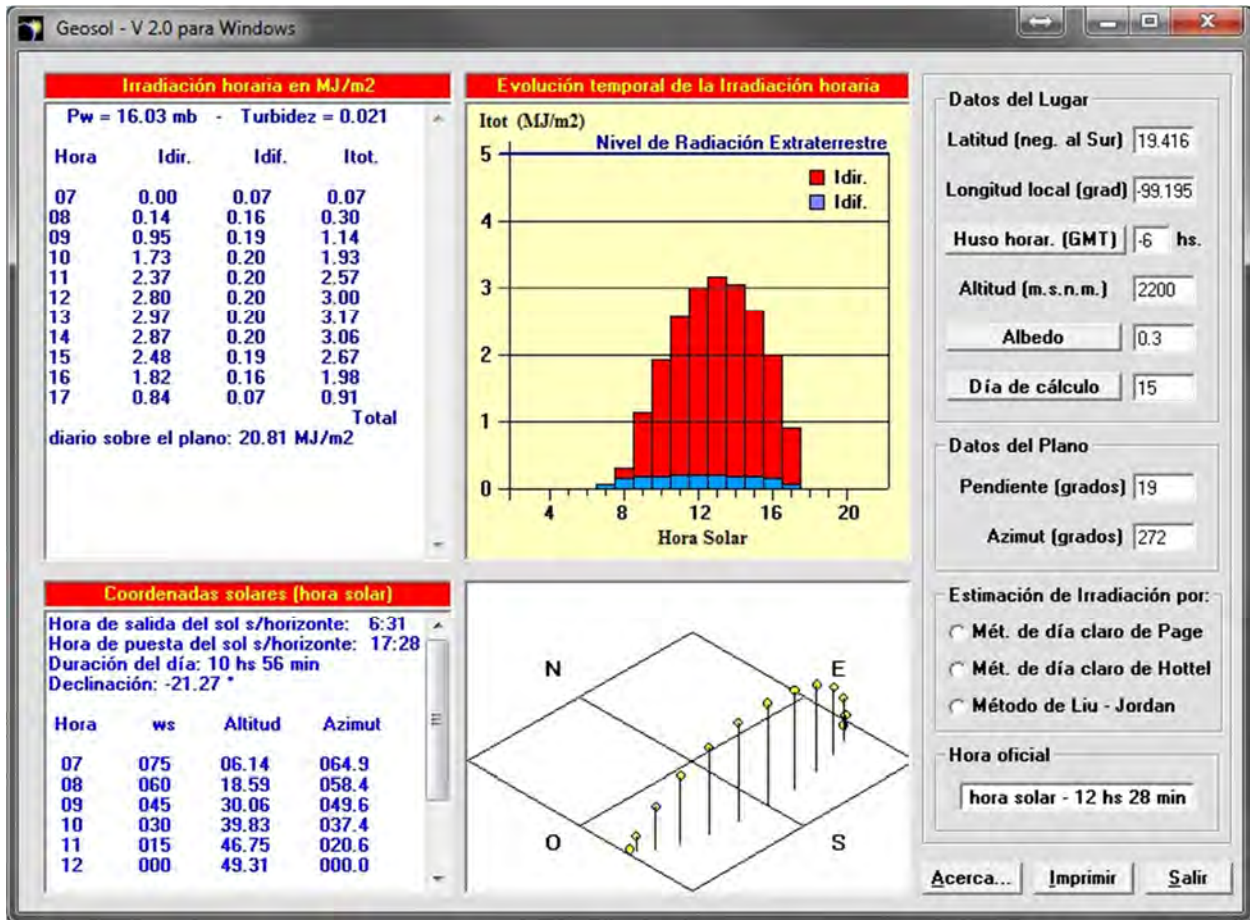 Geosol - V 2.0 para Windows
Irradiación horaria en MJ/m2
Pw = 16.03 mb - Turbidez = 0.021
Hora Idir. Idif. Itot.
07 0.00 0.07 0.07
08 0.14 0.16 0.30
09 0.95 0.19 1.14
10 1.73 0.20 1.93
11 2.37 0.20 2.57
12 2.80 0.20 3.00
13 2.97 0.20 3.17
14 2.87 0.20 3.06
15 2.48 0.19 2.67
16 1.82 0.16 1.98
17 0.84 0.07 0.91
Total
diario sobre el plano: 20.81 MJ/m2
Evolución temporal de la Irradiación horaria
Itot (MJ/m2)
Nivel de Radiación Extraterrestre
Idir.
Idif.
5
4
3
2
1
0
4 8 12 16 20
Hora Solar
Coordenadas solares (hora solar)
Hora de salida del sol s/horizonte: 6:31
Hora de puesta del sol s/horizonte: 17:28
Duración del día: 10 hs 56 min
Declinación: -21.27 °
Hora ws Altitud Azimut
07 075 06.14 064.9
08 060 18.59 058.4
09 045 30.06 049.6
10 030 39.83 037.4
11 015 46.75 020.6
12 000 49.31 000.0
N E
O S
Datos del Lugar
Latitud (neg. al Sur) 19.416
Longitud local (grad) -99.195
Huso horar. (GMT) -6 hs.
Altitud (m.s.n.m.) 2200
Albedo 0.3
Día de cálculo 15
Datos del Plano
Pendiente (grados) 19
Azimut (grados) 272
Estimación de Irradiación por:
Mét. de día claro de Page
Mét. de día claro de Hottel
Método de Liu - Jordan
Hora oficial
hora solar - 12 hs 28 min
Acerca... Imprimir Salir